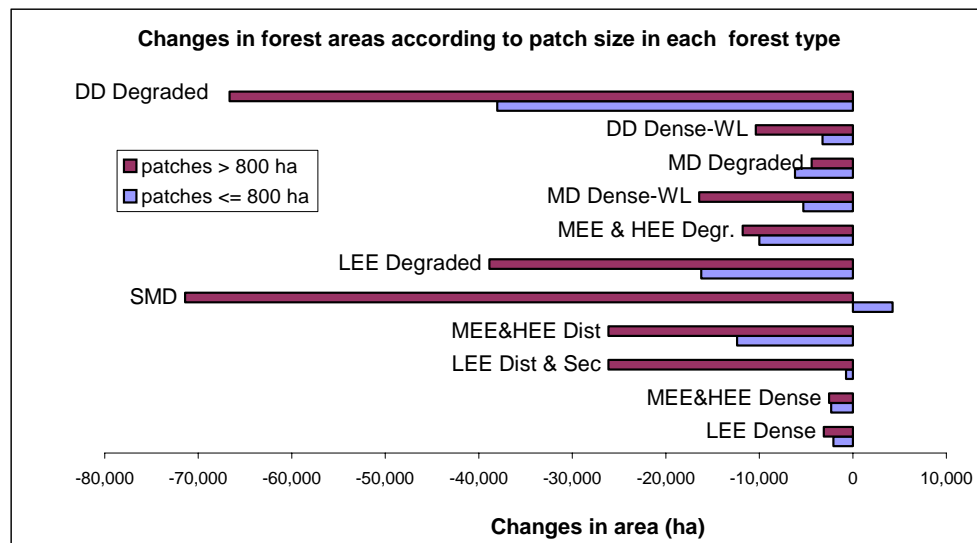 Changes in forest areas according to patch size in each forest type
DD Degraded
DD Dense-WL
patches > 800 ha
MD Degraded
patches <= 800 ha
MD Dense-WL
MEE & HEE Degr.
LEE Degraded
SMD
MEE&HEE Dist
LEE Dist & Sec
MEE&HEE Dense
LEE Dense
-80,000 -70,000 -60,000 -50,000 -40,000 -30,000 -20,000 -10,000 0 10,000
Changes in area (ha)